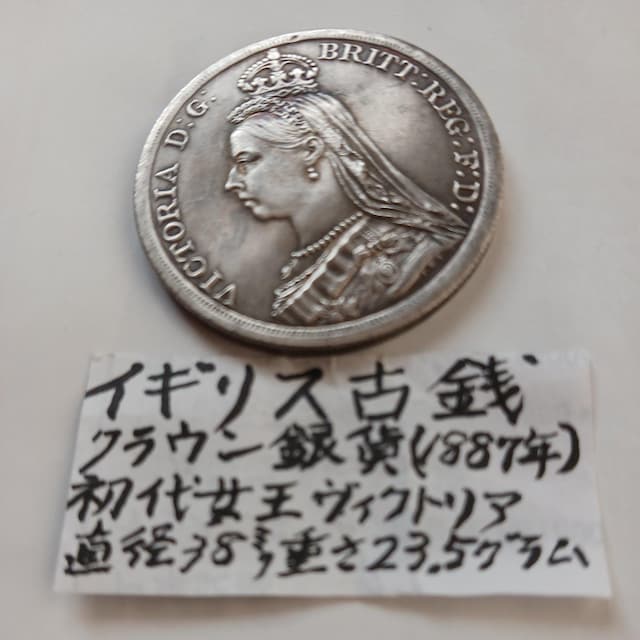 VICTORIA D:G: BRITT:REG:F:D:
イギリス古銭
クラウン銀貨(1887年)
初代女王ヴィクトリア
直径38㍉重さ23.5グラム